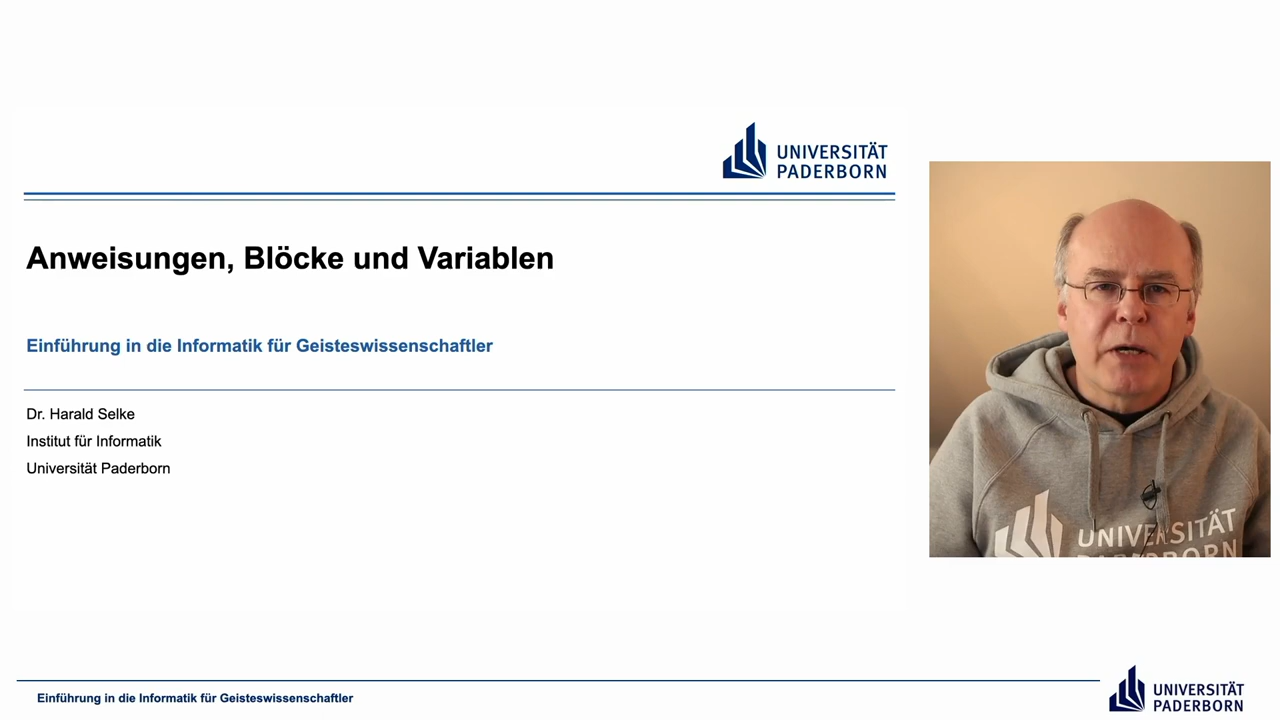 UNIVERSITÄT
PADERBORN
Anweisungen, Blöcke und Variablen
Einführung in die Informatik für Geisteswissenschaftler
Dr. Harald Selke
Institut für Informatik
Universität Paderborn
UNIVERSITÄT
PADERBORN
Einführung in die Informatik für Geisteswissenschaftler
UNIVERSITÄT
PADERBORN